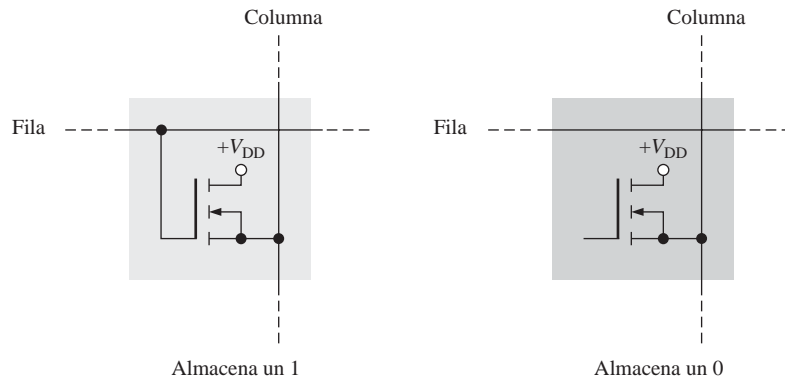 Columna
Columna
Fila
Fila
+VDD
+VDD
Almacena un 1
Almacena un 0